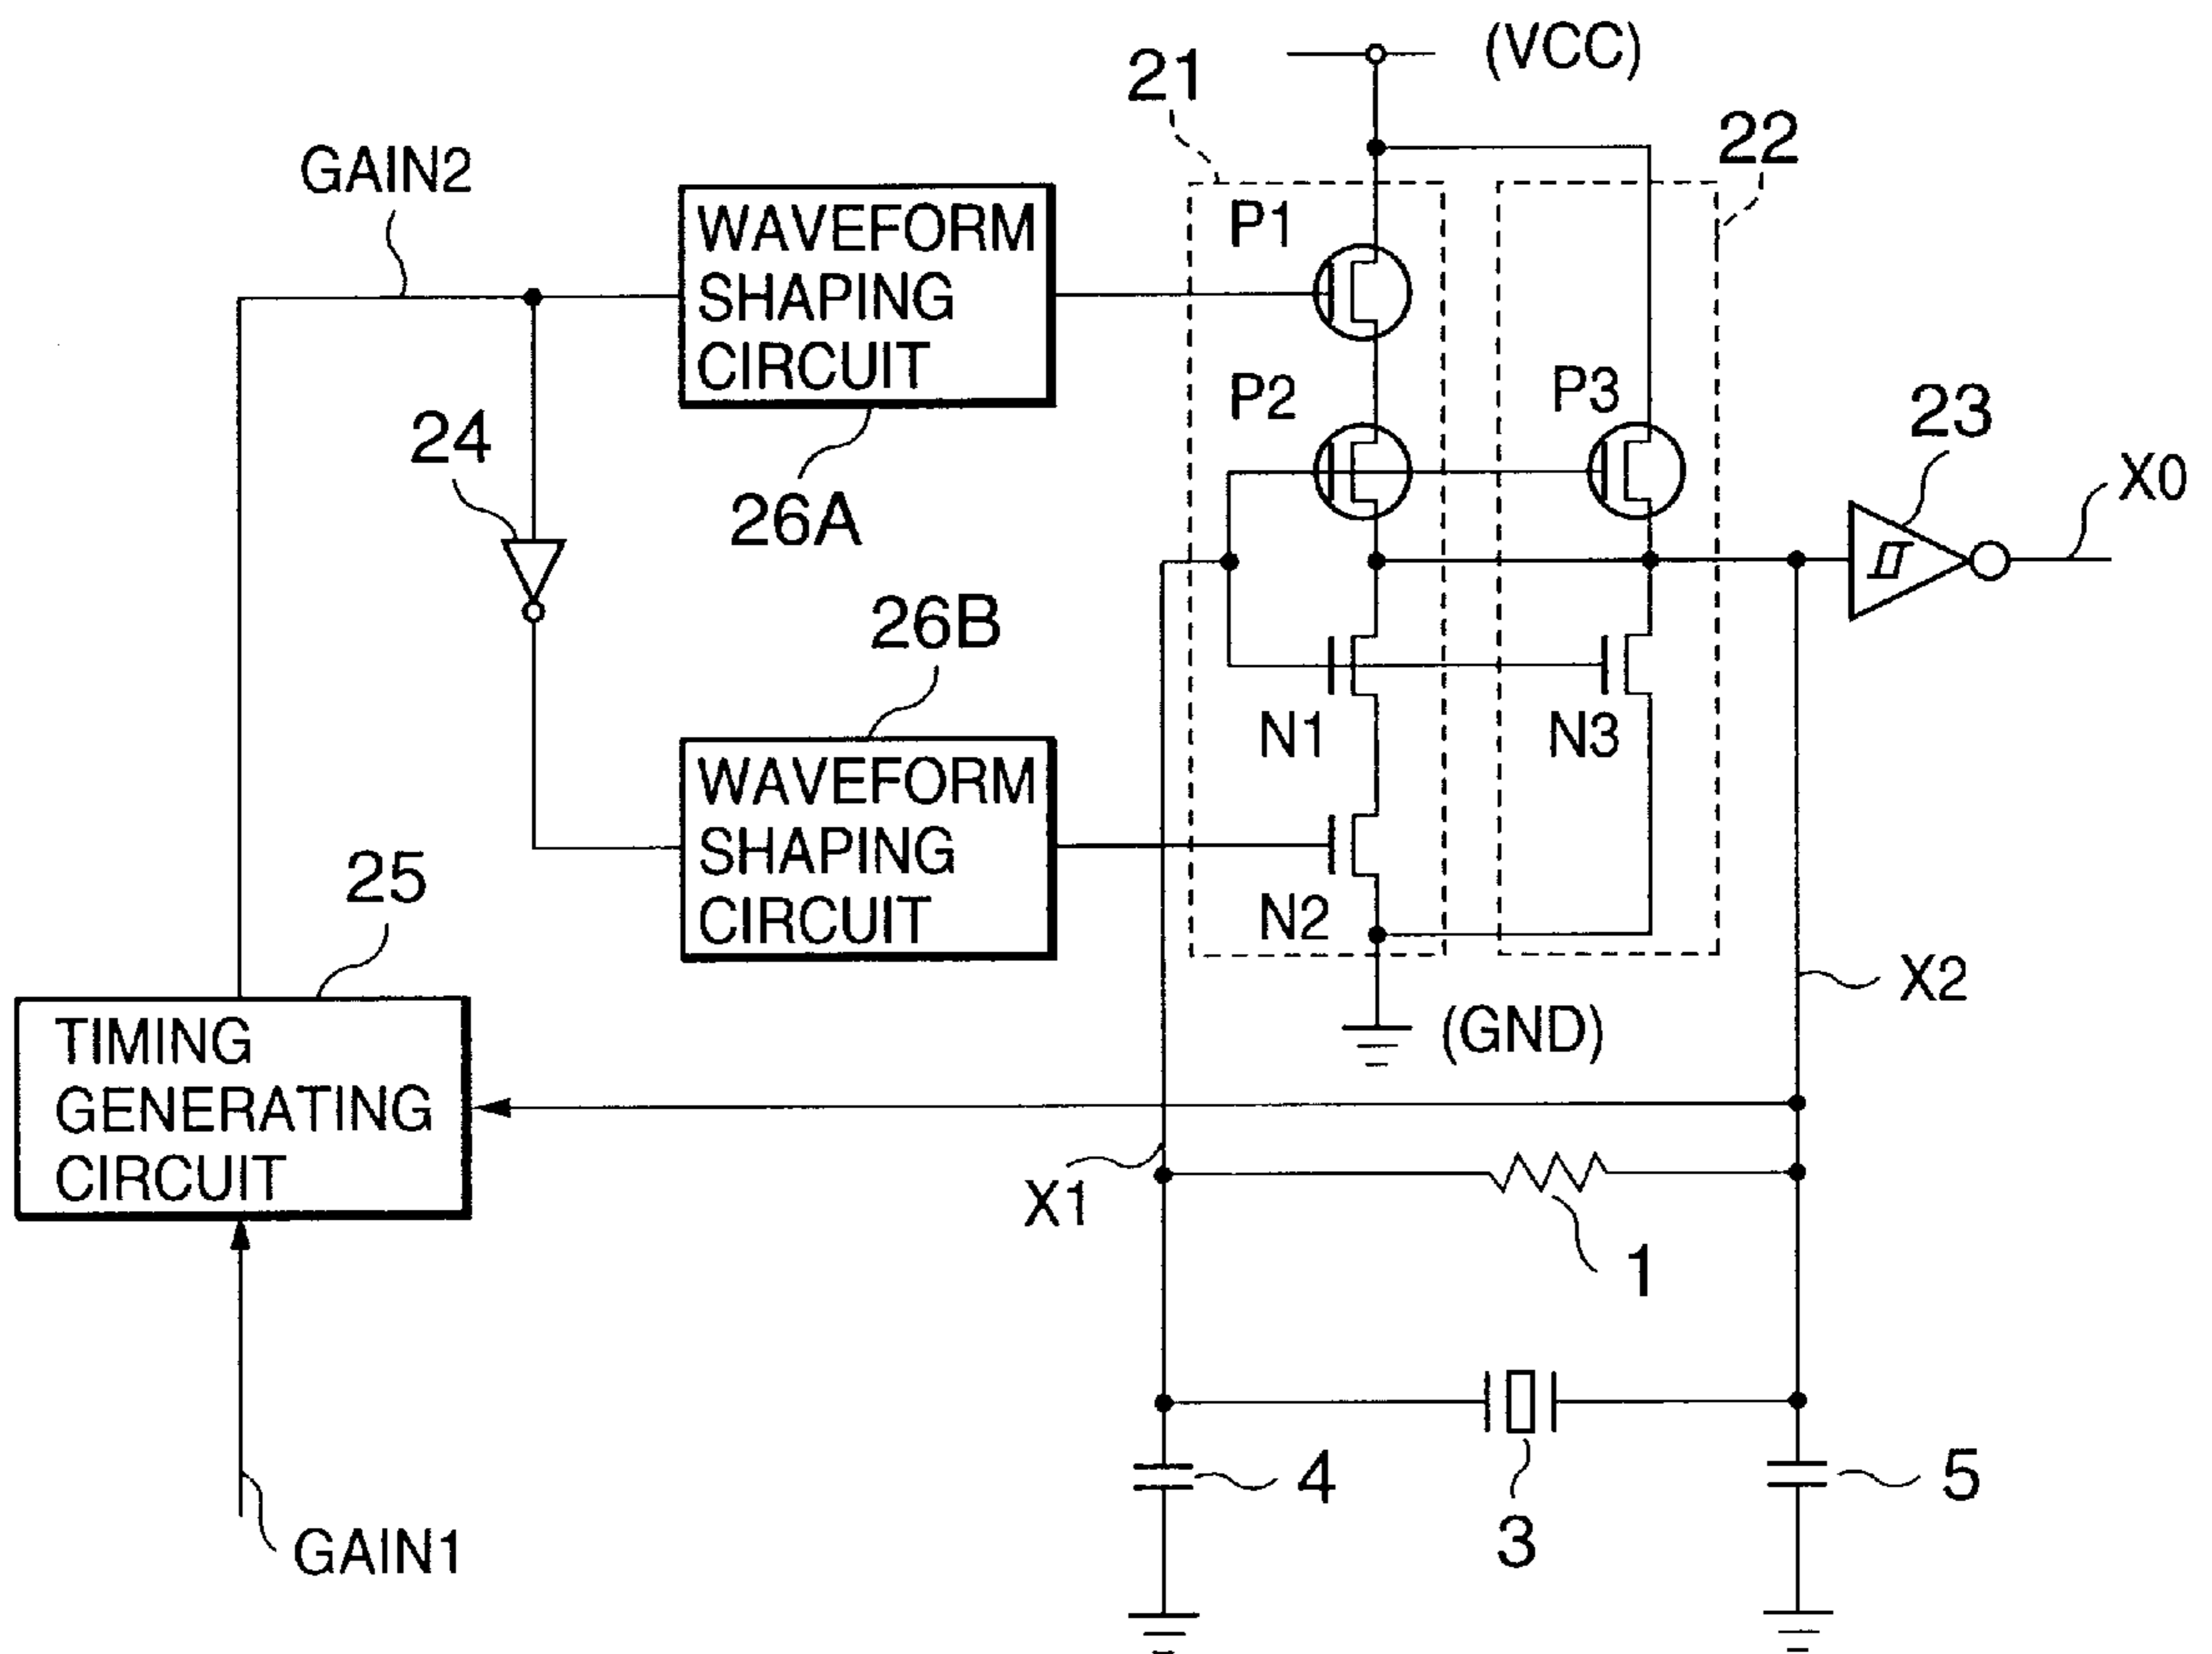 (VCC)
21
22
GAIN2
WAVEFORM
SHAPING
CIRCUIT
P1
P2
P3
23
X0
24
26A
26B
N1
N3
WAVEFORM
SHAPING
CIRCUIT
N2
25
X2
(GND)
TIMING
GENERATING
CIRCUIT
X1
1
4
3
5
GAIN1